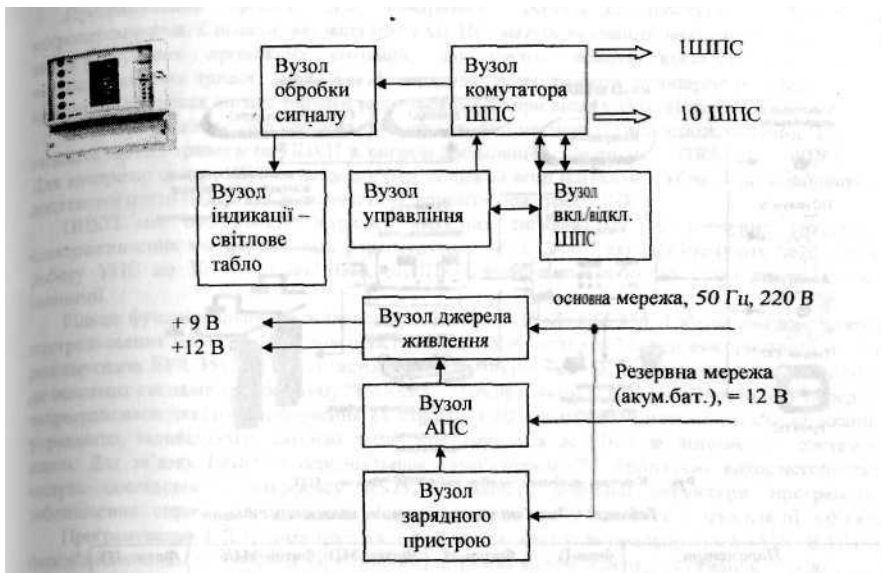 Вузол
обробки
сигналу
Вузол
комутатора
ШПС
1ШПС
10 ШПС
Вузол
індикації –
світлове
табло
Вузол
управління
Вузол
вкл./відкл.
ШПС
+ 9 В
+12 В
Вузол джерела
живлення
основна мережа, 50 Гц, 220 В
Вузол
АПС
Резервна мережа
(акум.бат.), = 12 В
Вузол
зарядного
пристрою